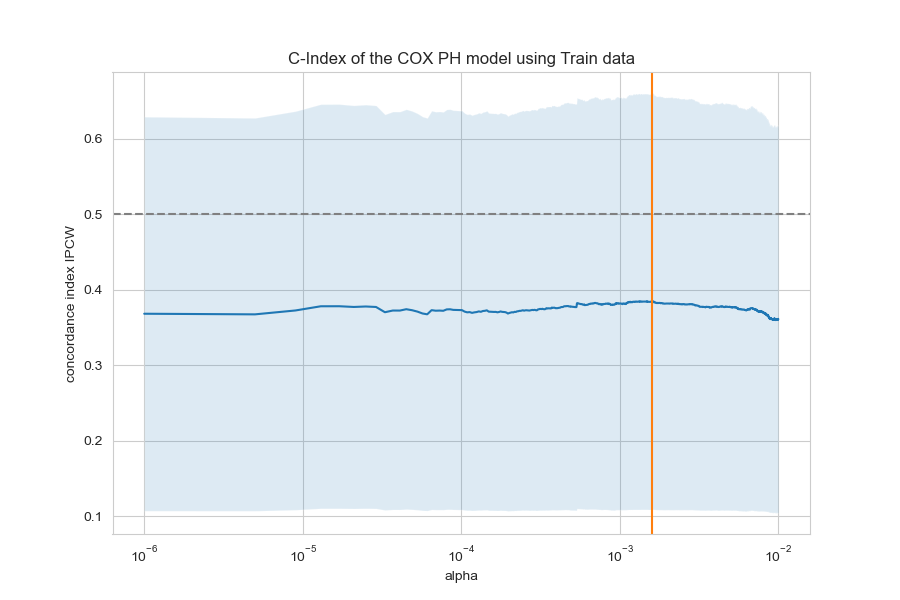 C-Index of the COX PH model using Train data
concordance index IPCW
0.6
0.5
0.4
0.3
0.2
0.1
10⁻⁶ 10⁻⁵ 10⁻⁴ 10⁻³ 10⁻²
alpha